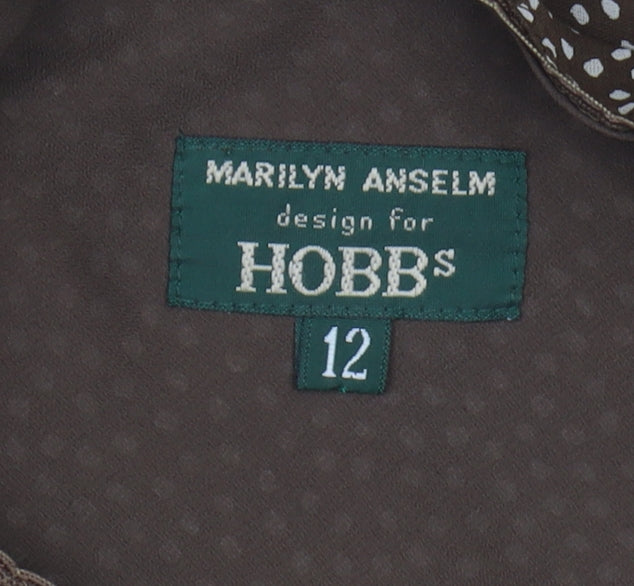 MARILYN ANSELM
design for
HOBBS
12